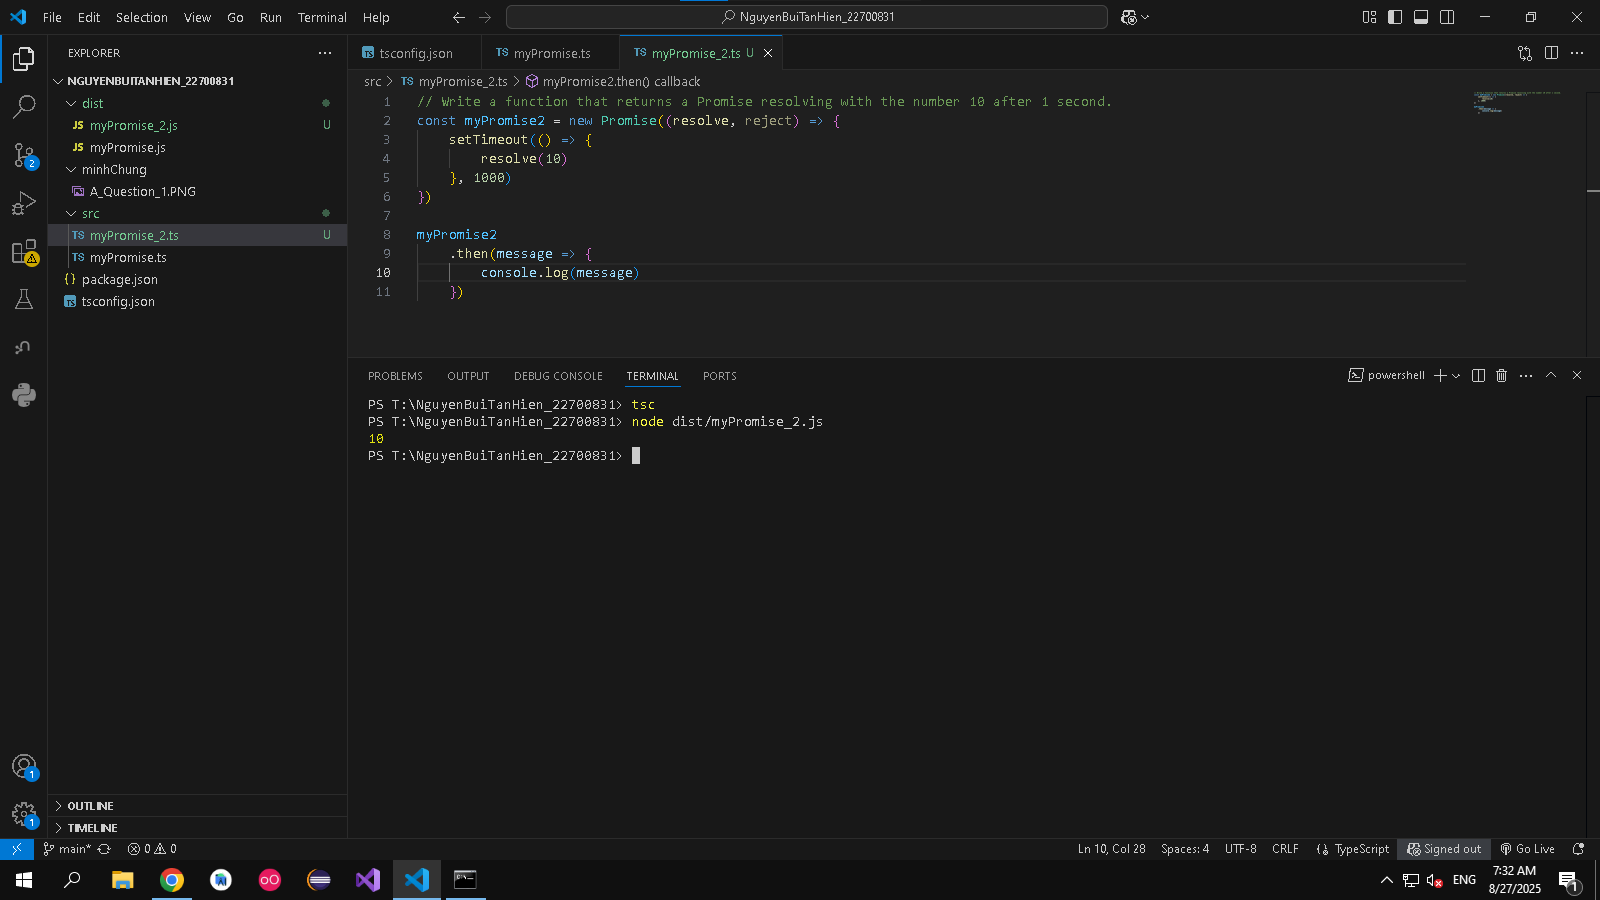 File Edit Selection View Go Run Terminal Help
NguyenBuiTanHien_22700831
EXPLORER
NGUYENBUITANHIEN_22700831
dist
JS myPromise_2.js U
JS myPromise.js
minhChung
A_Question_1.PNG
src
TS myPromise_2.ts U
TS myPromise.ts
{} package.json
TS tsconfig.json
OUTLINE
TIMELINE
TS tsconfig.json TS myPromise.ts TS myPromise_2.ts U
src > TS myPromise_2.ts > myPromise2.then() callback
1 // Write a function that returns a Promise resolving with the number 10 after 1 second.
2 const myPromise2 = new Promise((resolve, reject) => {
3 setTimeout(() => {
4 resolve(10)
5 }, 1000)
6 })
7
8 myPromise2
9 .then(message => {
10 console.log(message)
11 })
PROBLEMS OUTPUT DEBUG CONSOLE TERMINAL PORTS
powershell
PS T:\NguyenBuiTanHien_22700831> tsc
PS T:\NguyenBuiTanHien_22700831> node dist/myPromise_2.js
10
PS T:\NguyenBuiTanHien_22700831>
2
1
1
main* 0 0
Ln 10, Col 28 Spaces: 4 UTF-8 CRLF TypeScript Signed out Go Live
ENG
7:32 AM
8/27/2025
1